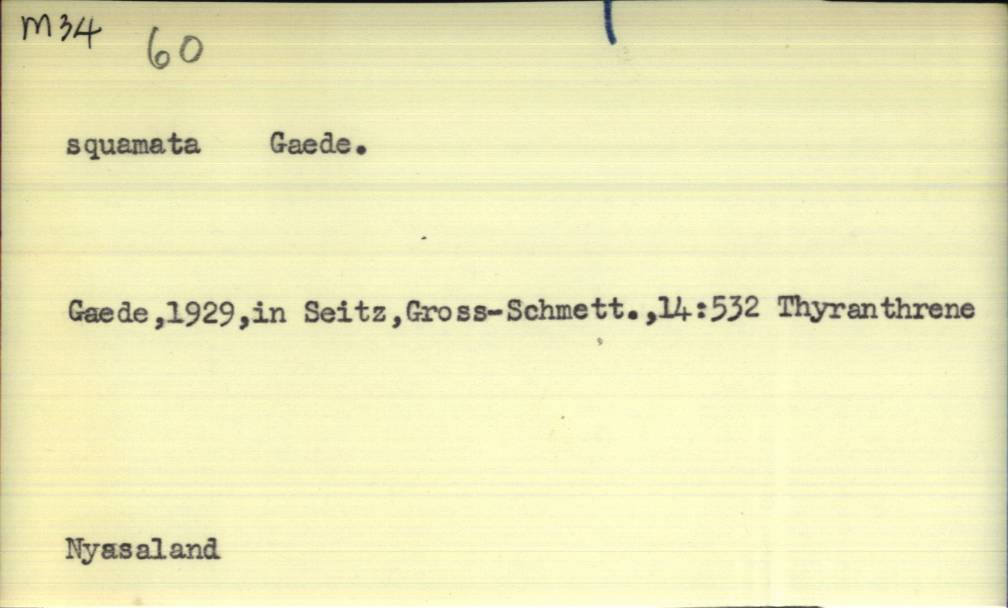 M34
60
squamata Gaede.
Gaede,1929,in Seitz,Gross-Schmett.,14:532 Thyranthrene
Nyasaland